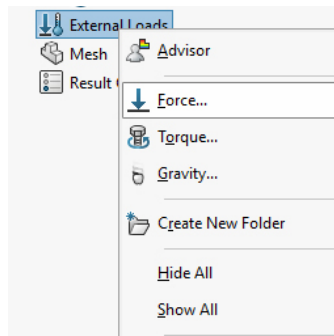 External Loads
Mesh
Result
Advisor
Force...
Torque...
Gravity...
Create New Folder
Hide All
Show All